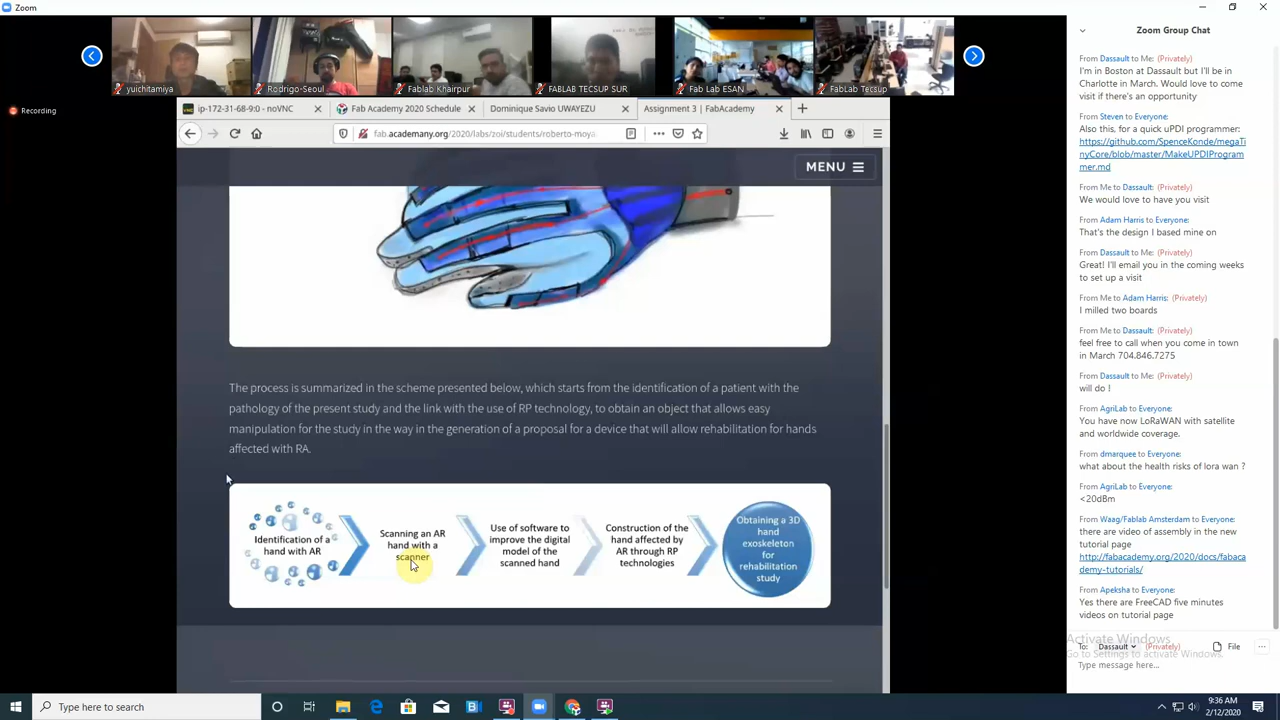 Zoom
yuichitamiya
Rodrigo-Seoul
Fablab Khairpur
FABLAB TECSUP SUR
Fab Lab ESAN
FabLab Tecsup
Recording
ip-172-31-68-9:0) - noVNC
Fab Academy 2020 Schedule
Dominique Savio UWAYEZU
Assignment 3 | FabAcademy
fab.academany.org/2020/labs/zoi/students/roberto-moya
MENU
The process is summarized in the scheme presented below, which starts from the identification of a patient with the
pathology of the present study and the link with the use of RP technology, to obtain an object that allows easy
manipulation for the study in the way in the generation of a proposal for a device that will allow rehabilitation for hands
affected with RA.
Identification of a
hand with AR
Scanning an AR
hand with a
scanner
Use of software to
improve the digital
model of the
scanned hand
Construction of the
hand affected by
AR through RP
technologies
Obtaining a 3D
hand
exoskeleton
for
rehabilitation
study
Zoom Group Chat
From Dassault to Me: (Privately)
I'm in Boston at Dassault but I'll be in
Charlotte in March. Would love to come
visit if there's an opportunity
From Steven to Everyone:
Also this, for a quick uPDI programmer:
https://github.com/SpenceKonde/megaTi
nyCore/blob/master/MakeUPDIProgram
mer.md
From Me to Dassault: (Privately)
We would love to have you visit
From Adam Harris to Everyone:
That's the design I based mine on
From Dassault to Me: (Privately)
Great! I'll email you in the coming weeks
to set up a visit
From Me to Adam Harris: (Privately)
I milled two boards
From Me to Dassault: (Privately)
feel free to call when you come in town
in March 704.846.7275
From Dassault to Me: (Privately)
will do !
From AgriLab to Everyone:
You have now LoRaWAN with satellite
and worldwide coverage.
From dmarquee to Everyone:
what about the health risks of lora wan ?
From AgriLab to Everyone:
<20dBm
From Waag/Fablab Amsterdam to Everyone:
there are video of assembly in the new
tutorial page
http://fabacademy.org/2020/docs/fabaca
demy-tutorials/
From Apeksha to Everyone:
Yes there are FreeCAD five minutes
videos on tutorial page
Activate Windows
Go to Settings to activate Windows.
To: Dassault (Privately) File
Type message here...
Type here to search
9:36 AM
2/12/2020